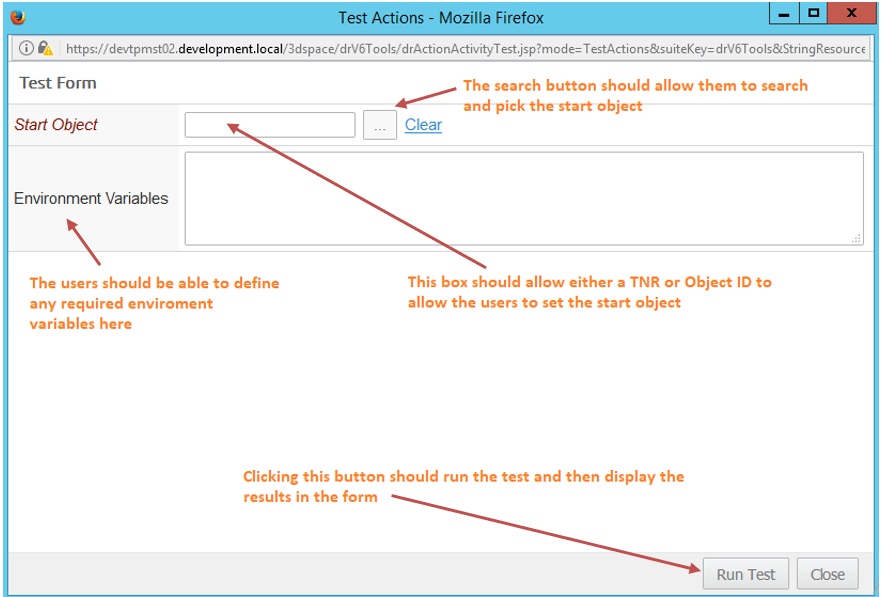 Test Actions - Mozilla Firefox
https://devtpmst02.development.local/3dspace/drV6Tools/drActionActivityTest.jsp?mode=TestActions&suiteKey=drV6Tools&StringResource
Test Form
The search button should allow them to search
and pick the start object
Start Object
...
Clear
Environment Variables
The users should be able to define
any required enviroment
variables here
This box should allow either a TNR or Object ID to
allow the users to set the start object
Clicking this button should run the test and then display the
results in the form
Run Test
Close